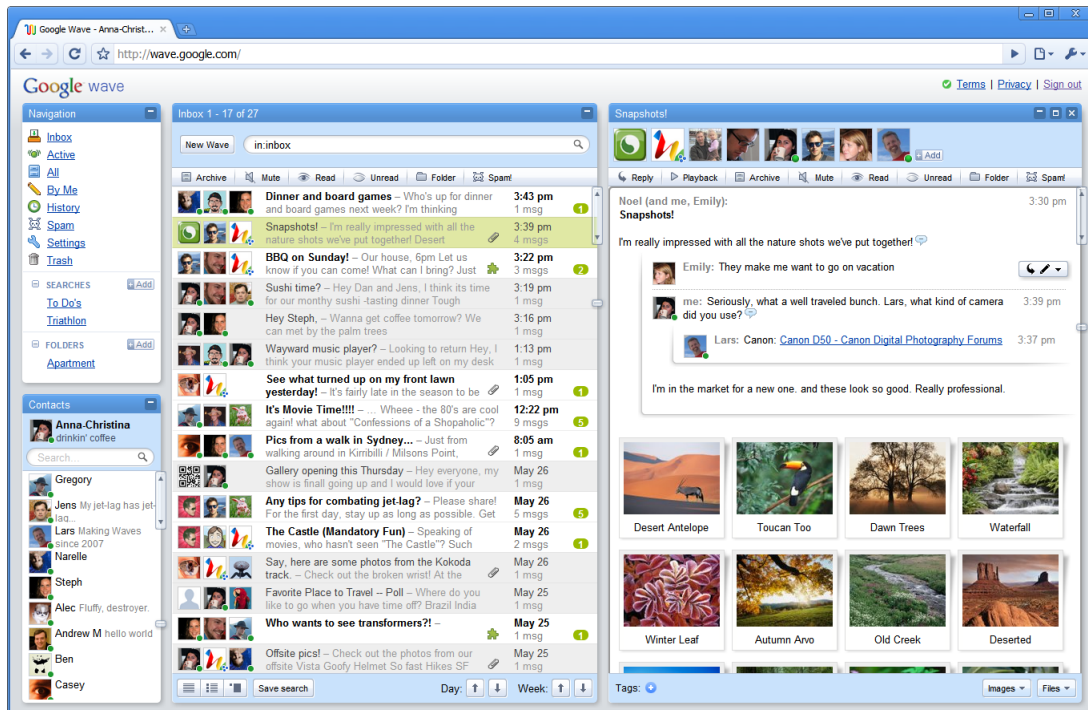 Google Wave - Anna-Christ...
http://wave.google.com/
Google wave
Terms | Privacy | Sign out
Navigation
Inbox
Active
All
By Me
History
Spam
Settings
Trash
SEARCHES
Add
To Do's
Triathlon
FOLDERS
Add
Apartment
Contacts
Anna-Christina
drinkin' coffee
Search...
Gregory
Jens My jet-lag has jet-
lag...
Lars Making Waves
since 2007
Narelle
Steph
Alec Fluffy, destroyer.
Andrew M hello world
Ben
Casey
Inbox 1 - 17 of 27
New Wave
in:inbox
Archive Mute Read Unread Folder Spam!
Dinner and board games – Who's up for dinner 3:43 pm
and board games next week? I'm thinking 1 msg 1
Snapshots! – I'm really impressed with all the 3:39 pm
nature shots we've put together! Desert 4 msgs
BBQ on Sunday! – Our house, 6pm Let us 3:22 pm
know if you can come! What can I bring? Just 3 msgs 2
Sushi time? – Hey Dan and Jens, I think its time 3:19 pm
for our monthy sushi -tasting dinner Tough 1 msg
Hey Steph, – Wanna get coffee tomorrow? We 3:16 pm
can met by the palm trees 1 msg
Wayward music player? – Looking to return Hey, I 1:13 pm
think your music player ended up left on my desk 1 msg
See what turned up on my front lawn 1:05 pm
yesterday! – It's fairly late in the season to be 1 msg 1
It's Movie Time!!!! – ... Wheee - the 80's are cool 12:22 pm
again! what about "Confessions of a Shopaholic"? 9 msgs 5
Pics from a walk in Sydney... – Just from 8:05 am
walking around in Kirribilli / Milsons Point, 1 msg 1
Gallery opening this Thursday – Hey everyone, my May 26
show is finall going up and I would love if your 1 msg
Any tips for combating jet-lag? – Please share! May 26
For the first day, stay up as long as possible. Get 5 msgs 5
The Castle (Mandatory Fun) – Speaking of May 26
movies, who hasn't seen "The Castle"? Such 2 msgs 1
Say, here are some photos from the Kokoda May 25
track. – Check out the broken wrist! At the 1 msg
Favorite Place to Travel – Poll – Where do you May 25
like to go when you have time off? Brazil India 1 msg
Who wants to see transformers?! – May 25
1 msg 1
Offsite pics! – Check out the photos from our May 25
offsite Vista Goofy Helmet So fast Hikes SF 1 msg
Save search
Day: Week:
Snapshots!
Add
Reply Playback Archive Mute Read Unread Folder Spam!
Noel (and me, Emily): 3:30 pm
Snapshots!
I'm really impressed with all the nature shots we've put together!
Emily: They make me want to go on vacation
me: Seriously, what a well traveled bunch. Lars, what kind of camera 3:39 pm
did you use?
Lars: Canon: Canon D50 - Canon Digital Photography Forums 3:37 pm
I'm in the market for a new one. and these look so good. Really professional.
Desert Antelope
Toucan Too
Dawn Trees
Waterfall
Winter Leaf
Autumn Arvo
Old Creek
Deserted
Tags:
Images
Files